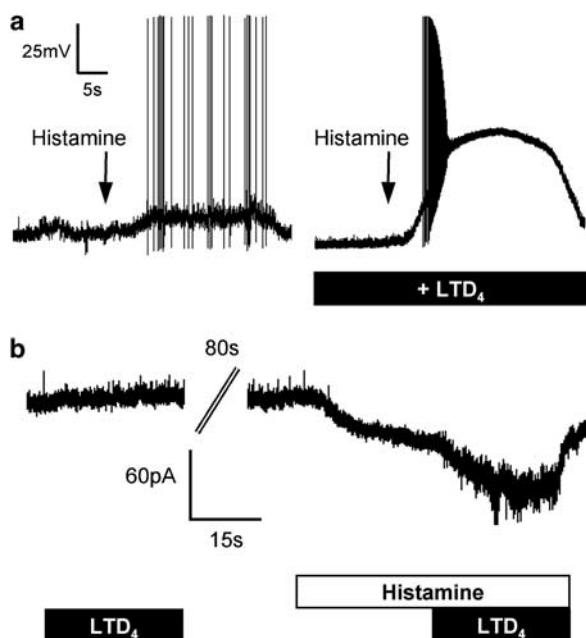 a
25mV
5s
Histamine
Histamine
+ LTD₄
b
80s
60pA
15s
Histamine
LTD₄
LTD₄